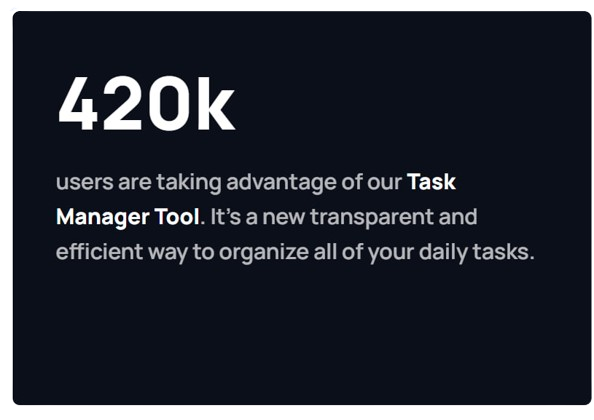 420k
users are taking advantage of our Task
Manager Tool. It’s a new transparent and
efficient way to organize all of your daily tasks.